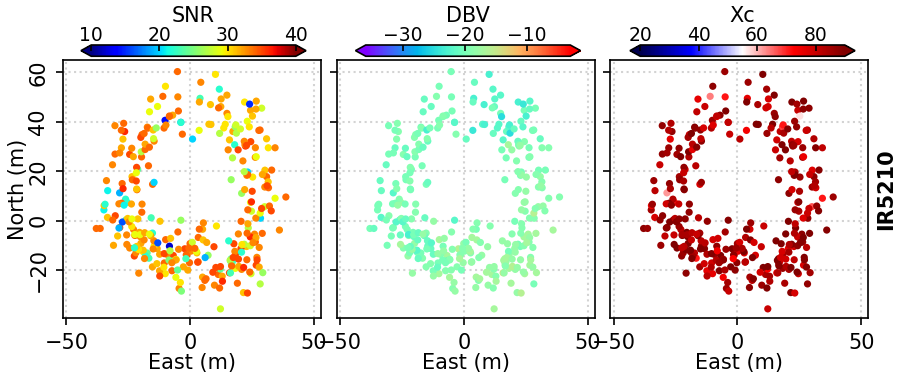 SNR DBV Xc
10 20 30 40 −30 −20 −10 20 40 60 80
60
40
20
0
−20
North (m)
IR5210
−50 0 50 −50 0 50 −50 0 50
East (m) East (m) East (m)